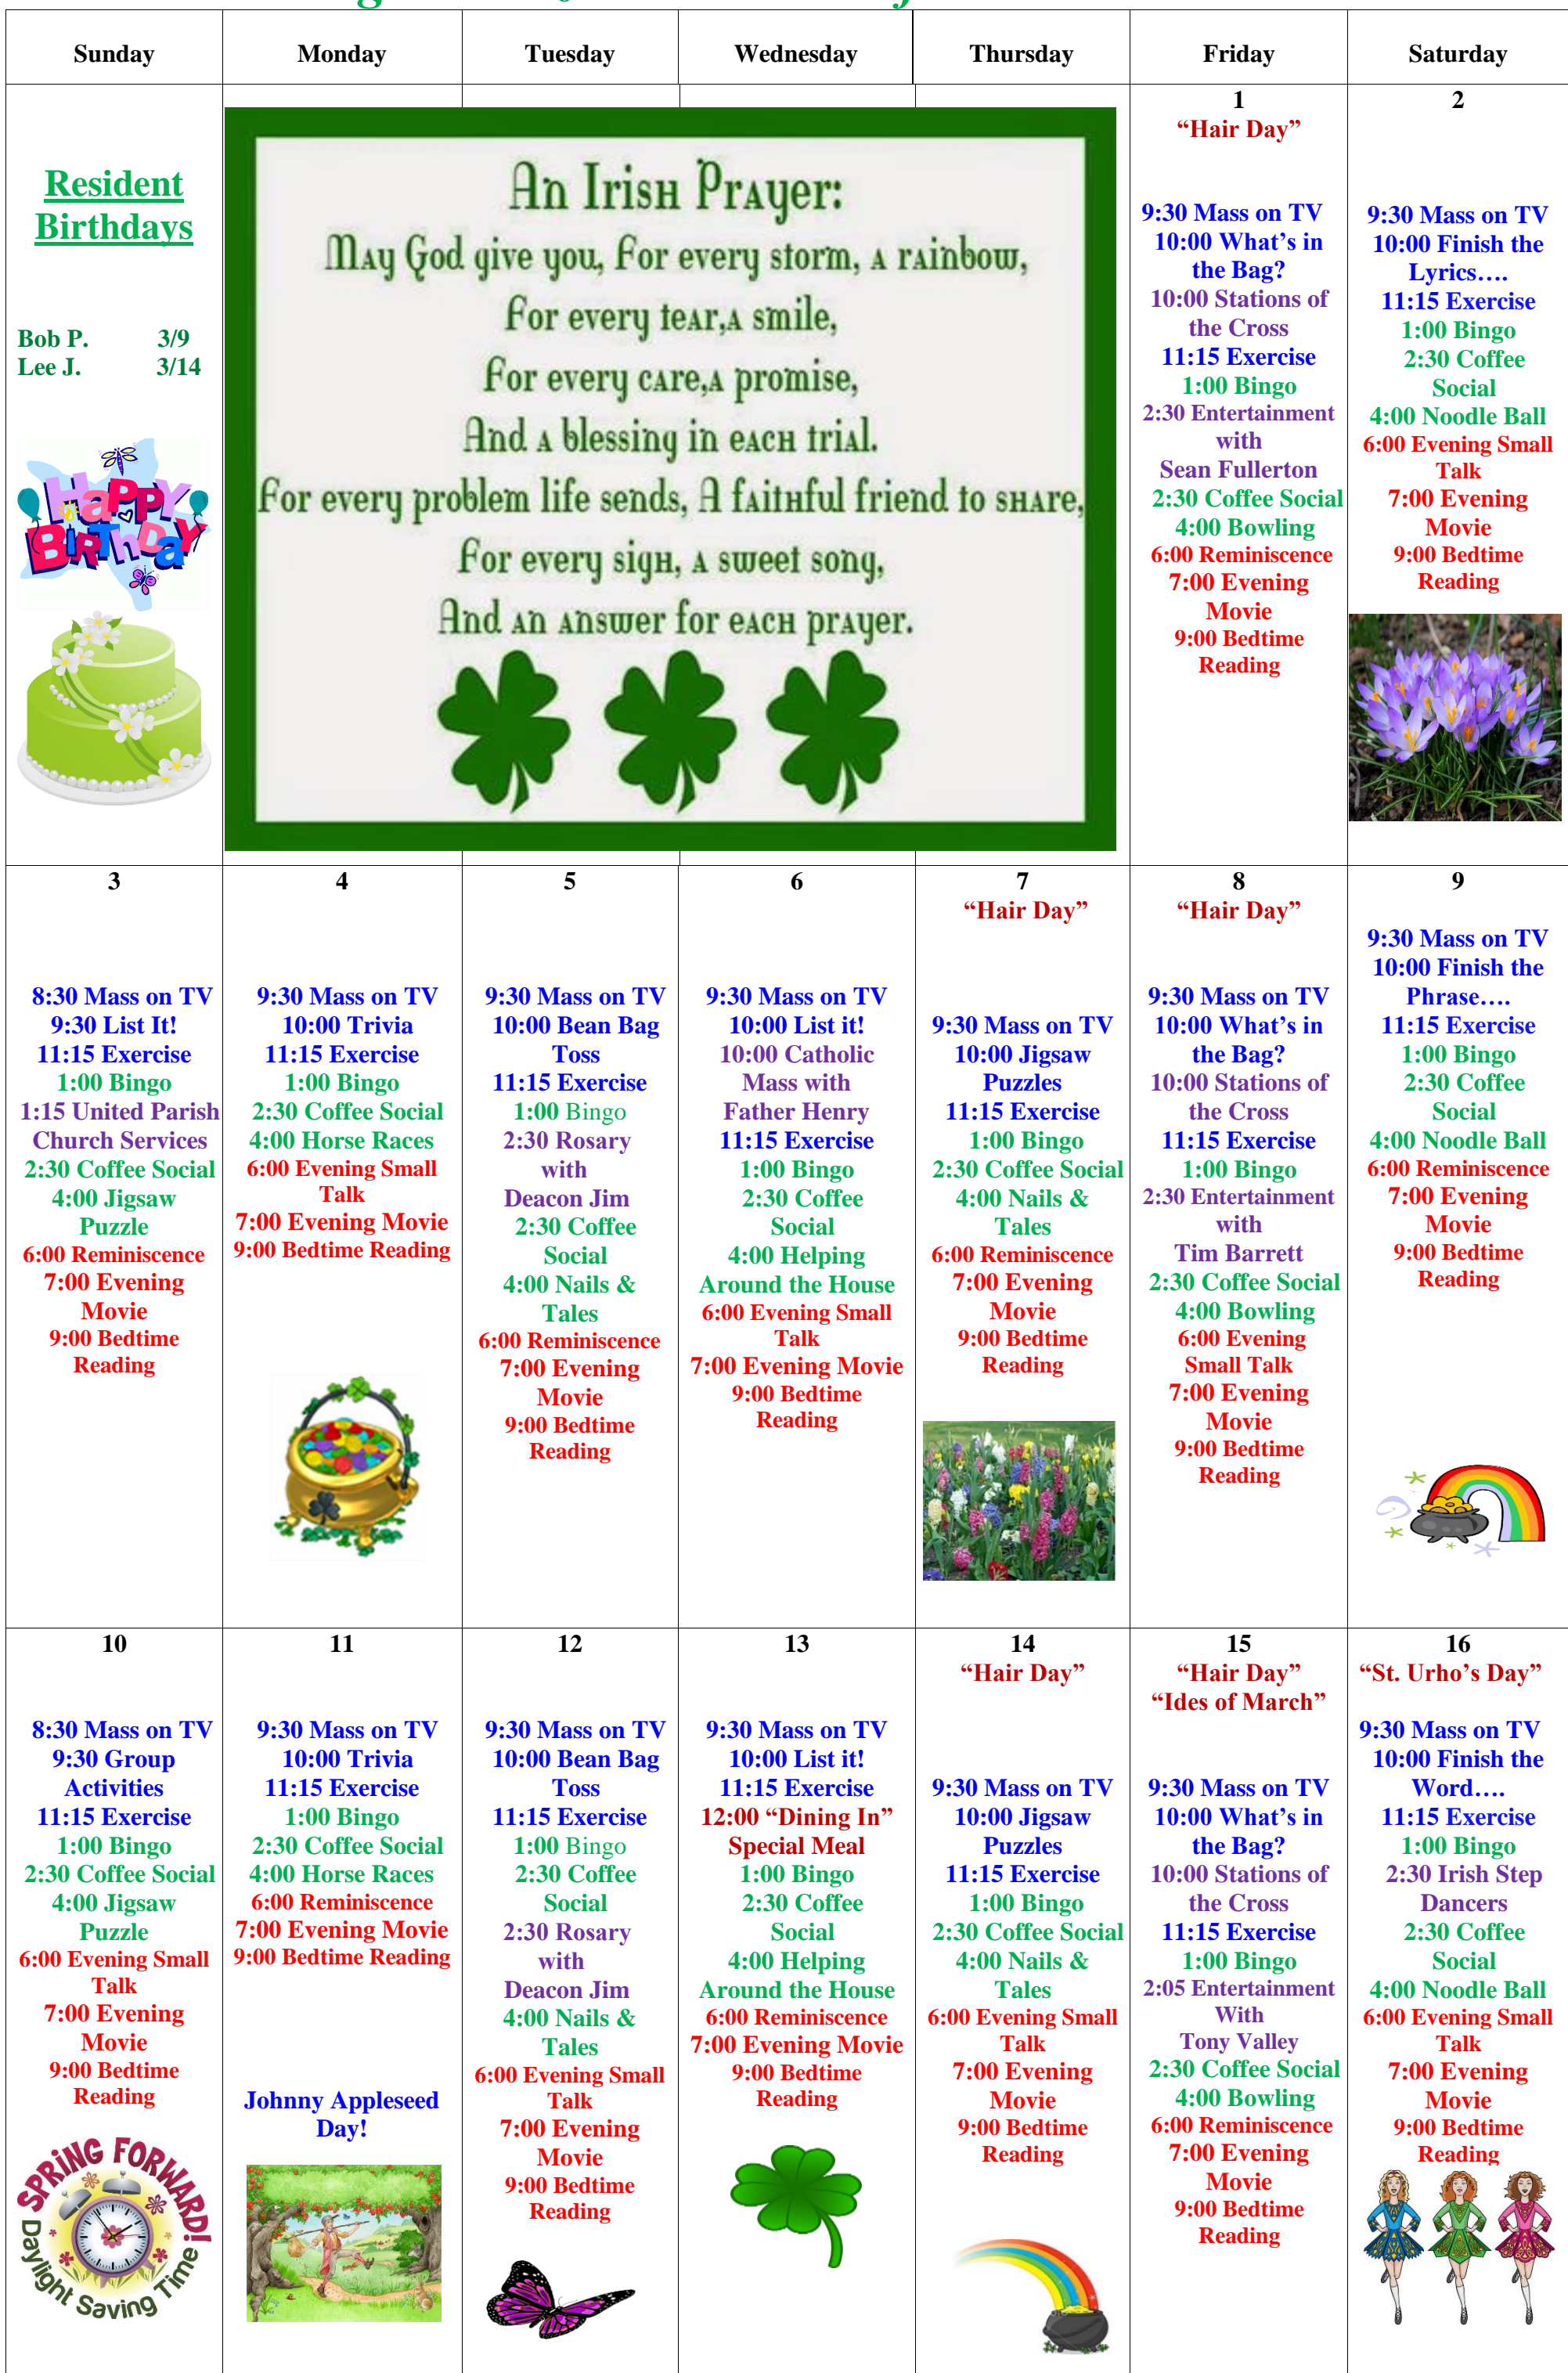 Sunday Monday Tuesday Wednesday Thursday Friday Saturday
Resident
Birthdays
Bob P. 3/9
Lee J. 3/14
HAPPY
BIRTHDAY
An Irish Prayer:
May God give you, For every storm, a rainbow,
For every tear,a smile,
For every care,a promise,
And a blessing in each trial.
For every problem life sends, A faithful friend to share,
For every sigh, a sweet song,
And an answer for each prayer.
1
“Hair Day”
9:30 Mass on TV
10:00 What’s in
the Bag?
10:00 Stations of
the Cross
11:15 Exercise
1:00 Bingo
2:30 Entertainment
with
Sean Fullerton
2:30 Coffee Social
4:00 Bowling
6:00 Reminiscence
7:00 Evening
Movie
9:00 Bedtime
Reading
2
9:30 Mass on TV
10:00 Finish the
Lyrics….
11:15 Exercise
1:00 Bingo
2:30 Coffee
Social
4:00 Noodle Ball
6:00 Evening Small
Talk
7:00 Evening
Movie
9:00 Bedtime
Reading
3
8:30 Mass on TV
9:30 List It!
11:15 Exercise
1:00 Bingo
1:15 United Parish
Church Services
2:30 Coffee Social
4:00 Jigsaw
Puzzle
6:00 Reminiscence
7:00 Evening
Movie
9:00 Bedtime
Reading
4
9:30 Mass on TV
10:00 Trivia
11:15 Exercise
1:00 Bingo
2:30 Coffee Social
4:00 Horse Races
6:00 Evening Small
Talk
7:00 Evening Movie
9:00 Bedtime Reading
5
9:30 Mass on TV
10:00 Bean Bag
Toss
11:15 Exercise
1:00 Bingo
2:30 Rosary
with
Deacon Jim
2:30 Coffee
Social
4:00 Nails &
Tales
6:00 Reminiscence
7:00 Evening
Movie
9:00 Bedtime
Reading
6
9:30 Mass on TV
10:00 List it!
10:00 Catholic
Mass with
Father Henry
11:15 Exercise
1:00 Bingo
2:30 Coffee
Social
4:00 Helping
Around the House
6:00 Evening Small
Talk
7:00 Evening Movie
9:00 Bedtime
Reading
7
“Hair Day”
9:30 Mass on TV
10:00 Jigsaw
Puzzles
11:15 Exercise
1:00 Bingo
2:30 Coffee Social
4:00 Nails &
Tales
6:00 Reminiscence
7:00 Evening
Movie
9:00 Bedtime
Reading
8
“Hair Day”
9:30 Mass on TV
10:00 What’s in
the Bag?
10:00 Stations of
the Cross
11:15 Exercise
1:00 Bingo
2:30 Entertainment
with
Tim Barrett
2:30 Coffee Social
4:00 Bowling
6:00 Evening
Small Talk
7:00 Evening
Movie
9:00 Bedtime
Reading
9
9:30 Mass on TV
10:00 Finish the
Phrase….
11:15 Exercise
1:00 Bingo
2:30 Coffee
Social
4:00 Noodle Ball
6:00 Reminiscence
7:00 Evening
Movie
9:00 Bedtime
Reading
10
8:30 Mass on TV
9:30 Group
Activities
11:15 Exercise
1:00 Bingo
2:30 Coffee Social
4:00 Jigsaw
Puzzle
6:00 Evening Small
Talk
7:00 Evening
Movie
9:00 Bedtime
Reading
SPRING FORWARD!
Daylight Saving Time
11
9:30 Mass on TV
10:00 Trivia
11:15 Exercise
1:00 Bingo
2:30 Coffee Social
4:00 Horse Races
6:00 Reminiscence
7:00 Evening Movie
9:00 Bedtime Reading
Johnny Appleseed
Day!
12
9:30 Mass on TV
10:00 Bean Bag
Toss
11:15 Exercise
1:00 Bingo
2:30 Coffee
Social
2:30 Rosary
with
Deacon Jim
4:00 Nails &
Tales
6:00 Evening Small
Talk
7:00 Evening
Movie
9:00 Bedtime
Reading
13
9:30 Mass on TV
10:00 List it!
11:15 Exercise
12:00 “Dining In”
Special Meal
1:00 Bingo
2:30 Coffee
Social
4:00 Helping
Around the House
6:00 Reminiscence
7:00 Evening Movie
9:00 Bedtime
Reading
14
“Hair Day”
9:30 Mass on TV
10:00 Jigsaw
Puzzles
11:15 Exercise
1:00 Bingo
2:30 Coffee Social
4:00 Nails &
Tales
6:00 Evening Small
Talk
7:00 Evening
Movie
9:00 Bedtime
Reading
15
“Hair Day”
“Ides of March”
9:30 Mass on TV
10:00 What’s in
the Bag?
10:00 Stations of
the Cross
11:15 Exercise
1:00 Bingo
2:05 Entertainment
With
Tony Valley
2:30 Coffee Social
4:00 Bowling
6:00 Reminiscence
7:00 Evening
Movie
9:00 Bedtime
Reading
16
“St. Urho’s Day”
9:30 Mass on TV
10:00 Finish the
Word….
11:15 Exercise
1:00 Bingo
2:30 Irish Step
Dancers
2:30 Coffee
Social
4:00 Noodle Ball
6:00 Evening Small
Talk
7:00 Evening
Movie
9:00 Bedtime
Reading